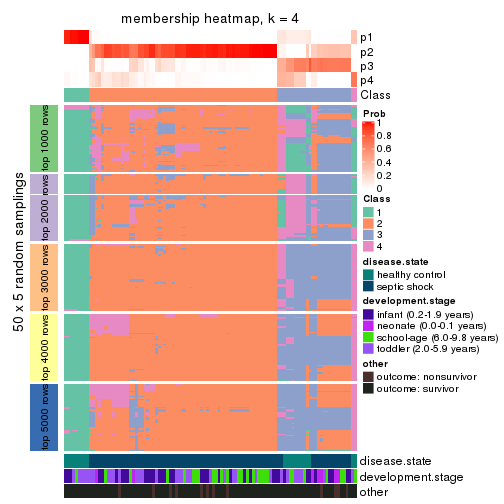 membership heatmap, k = 4
p1
p2
p3
p4
Class
50 x 5 random samplings
top 1000 rows
top 2000 rows
top 3000 rows
top 4000 rows
top 5000 rows
Prob
1
0.8
0.6
0.4
0.2
0
Class
1
2
3
4
disease.state
healthy control
septic shock
development.stage
infant (0.2-1.9 years)
neonate (0.0-0.1 years)
school-age (6.0-9.8 years)
toddler (2.0-5.9 years)
other
outcome: nonsurvivor
outcome: survivor
disease.state
development.stage
other